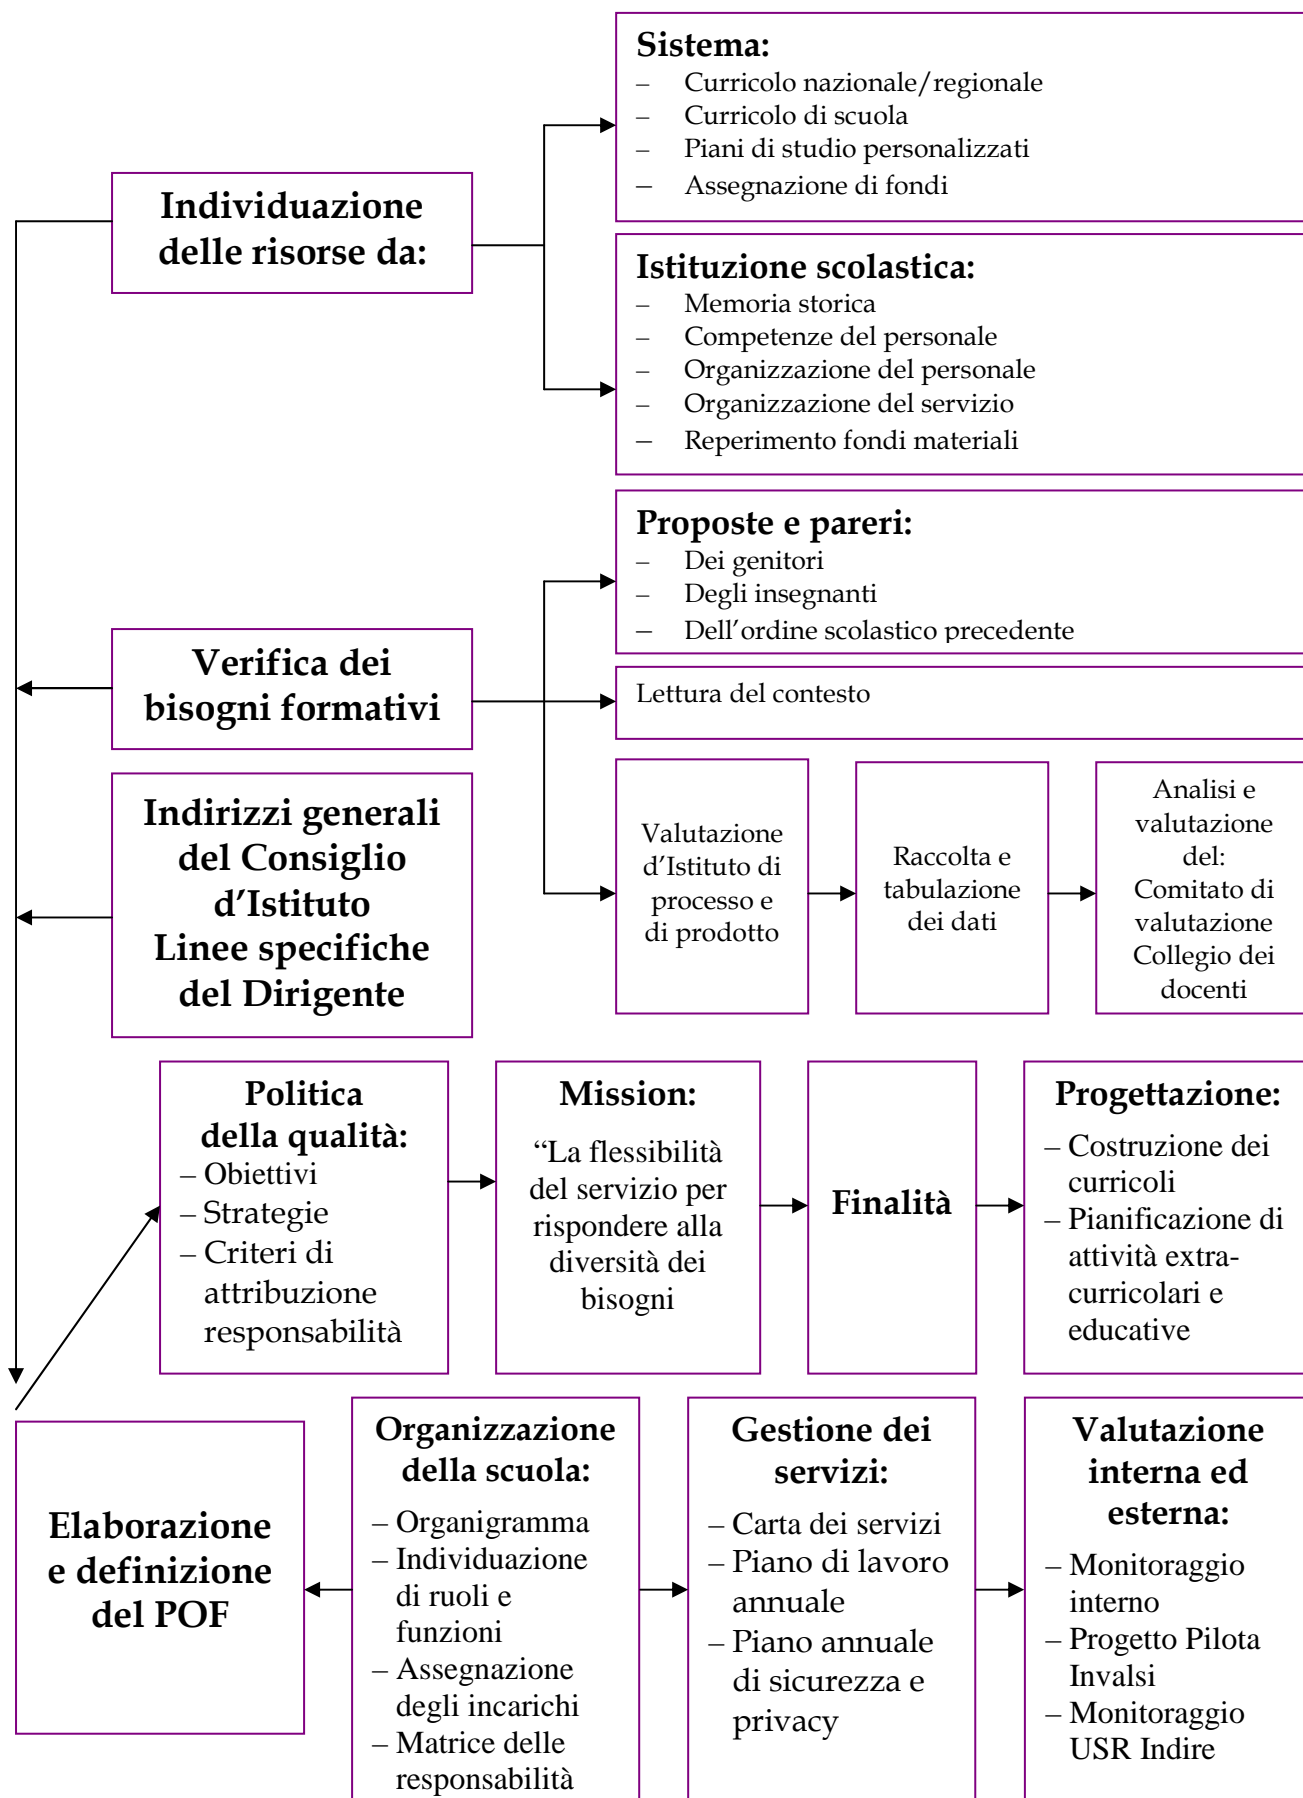 Sistema:
– Curricolo nazionale/regionale
– Curricolo di scuola
– Piani di studio personalizzati
– Assegnazione di fondi
Individuazione
delle risorse da:
Istituzione scolastica:
– Memoria storica
– Competenze del personale
– Organizzazione del personale
– Organizzazione del servizio
– Reperimento fondi materiali
Proposte e pareri:
– Dei genitori
– Degli insegnanti
– Dell’ordine scolastico precedente
Verifica dei
bisogni formativi
Lettura del contesto
Indirizzi generali
del Consiglio
d’Istituto
Linee specifiche
del Dirigente
Valutazione
d’Istituto di
processo e
di prodotto
Raccolta e
tabulazione
dei dati
Analisi e
valutazione
del:
Comitato di
valutazione
Collegio dei
docenti
Politica
della qualità:
– Obiettivi
– Strategie
– Criteri di
attribuzione
responsabilità
Mission:
“La flessibilità
del servizio per
rispondere alla
diversità dei
bisogni
Finalità
Progettazione:
– Costruzione dei
curricoli
– Pianificazione di
attività extra-
curricolari e
educative
Elaborazione
e definizione
del POF
Organizzazione
della scuola:
– Organigramma
– Individuazione
di ruoli e
funzioni
– Assegnazione
degli incarichi
– Matrice delle
responsabilità
Gestione dei
servizi:
– Carta dei servizi
– Piano di lavoro
annuale
– Piano annuale
di sicurezza e
privacy
Valutazione
interna ed
esterna:
– Monitoraggio
interno
– Progetto Pilota
Invalsi
– Monitoraggio
USR Indire